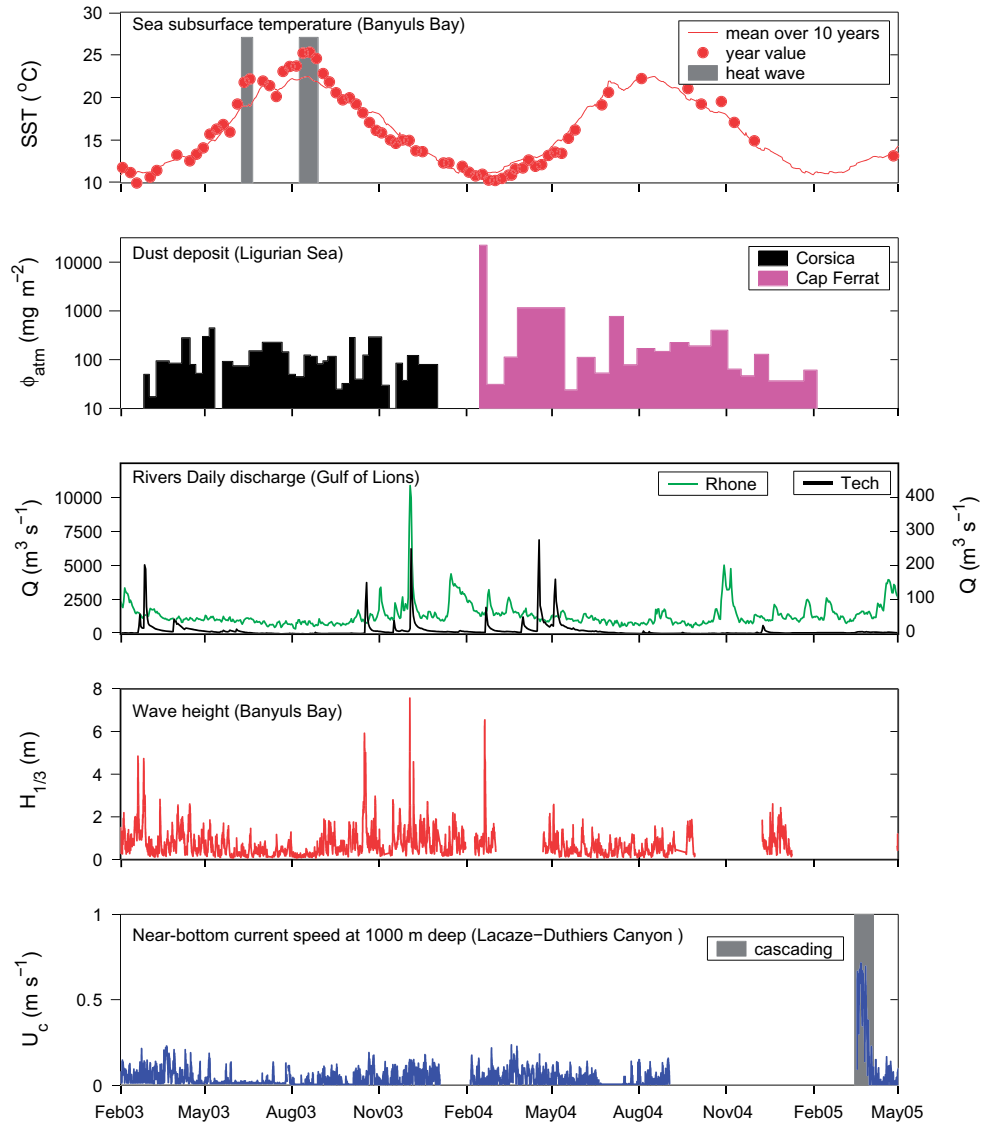 Sea subsurface temperature (Banyuls Bay)
mean over 10 years
year value
heat wave
SST ( °C)
30
25
20
15
10
Dust deposit (Ligurian Sea)
Corsica
Cap Ferrat
ϕatm (mg m−2)
10000
1000
100
10
Rivers Daily discharge (Gulf of Lions)
Rhone
Tech
Q (m3 s−1)
10000
7500
5000
2500
0
400
300
200
100
0
Q (m3 s−1)
Wave height (Banyuls Bay)
H1/3 (m)
8
6
4
2
0
Near−bottom current speed at 1000 m deep (Lacaze−Duthiers Canyon )
cascading
Uc (m s−1)
1
0.5
0
Feb03 May03 Aug03 Nov03 Feb04 May04 Aug04 Nov04 Feb05 May05